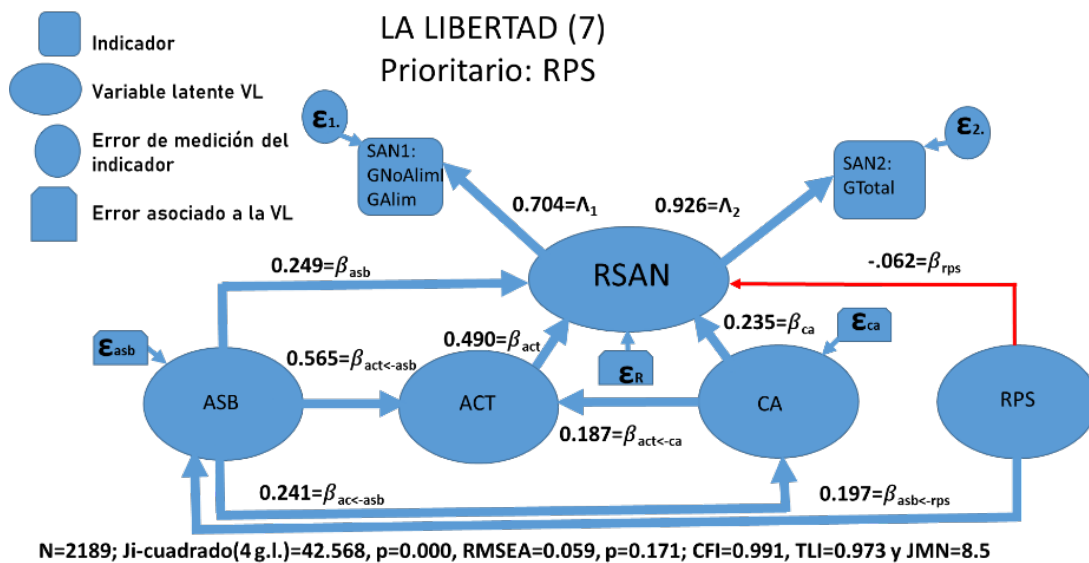 LA LIBERTAD (7)
Prioritario: RPS
Indicador
Variable latente VL
Error de medición del
indicador
Error asociado a la VL
ε1.
SAN1:
GNoAliml
GAlim
ε2.
SAN2:
GTotal
0.704=Λ1
0.926=Λ2
RSAN
0.249=βasb
-.062=βrps
εasb
0.565=βact<-asb
0.490=βact
εR
0.235=βca
εca
ASB
ACT
CA
RPS
0.187=βact<-ca
0.241=βac<-asb
0.197=βasb<-rps
N=2189; Ji-cuadrado(4 g.l.)=42.568, p=0.000, RMSEA=0.059, p=0.171; CFI=0.991, TLI=0.973 y JMN=8.5